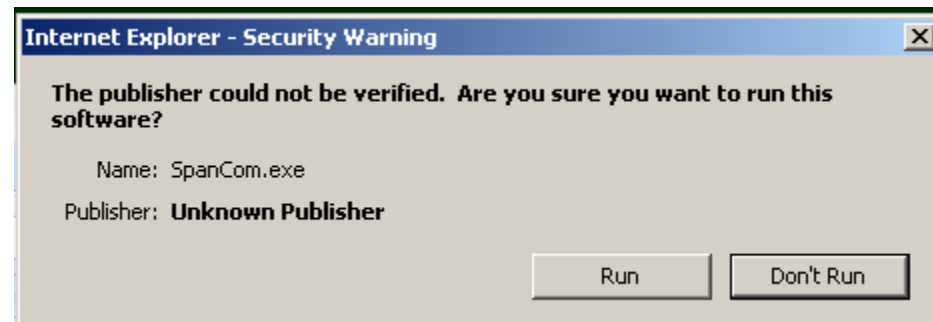 Internet Explorer - Security Warning
The publisher could not be verified.  Are you sure you want to run this
software?
Name: SpanCom.exe
Publisher: Unknown Publisher
Run Don't Run